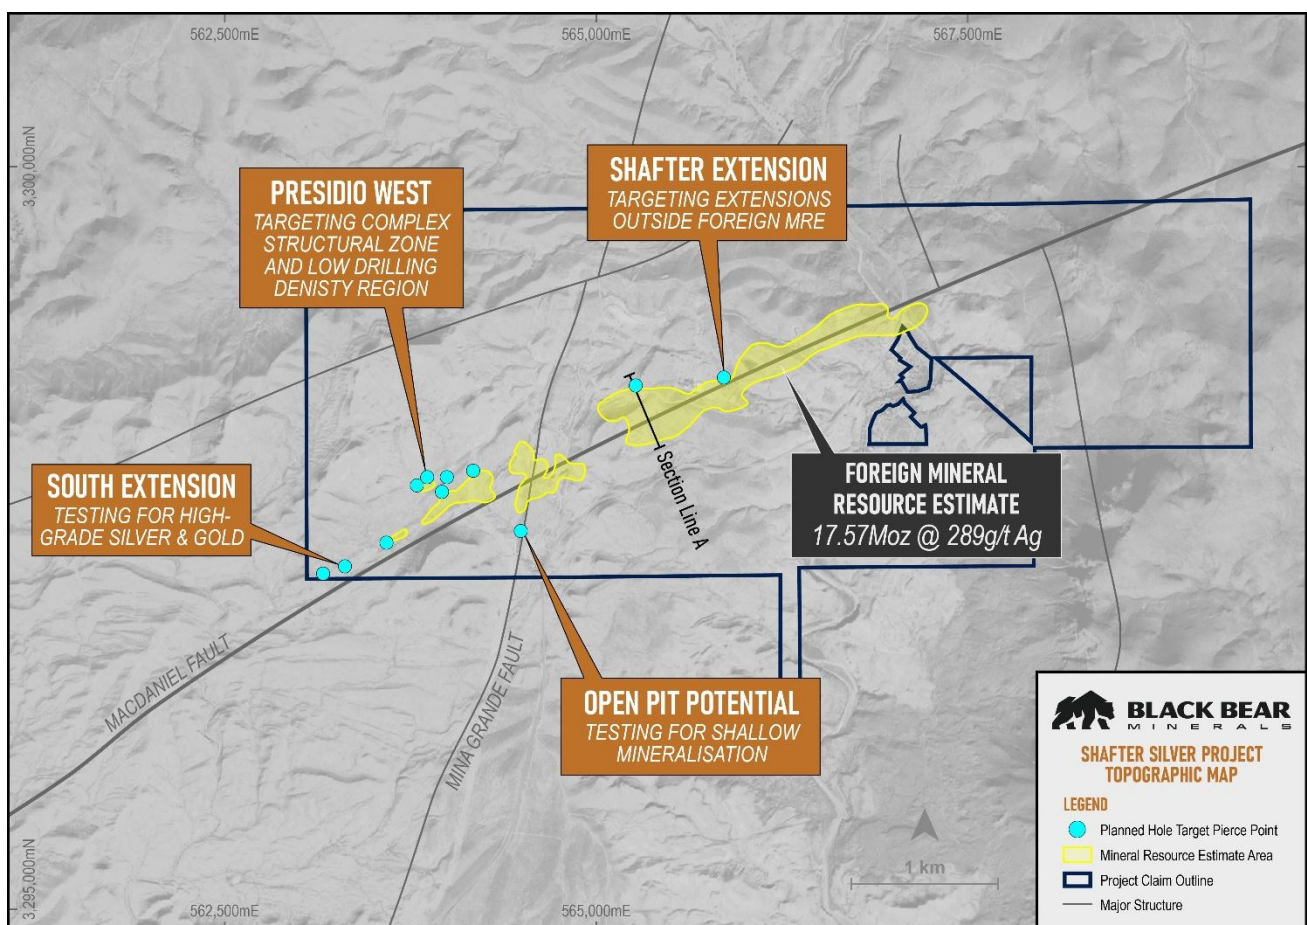 562,500mE
565,000mE
567,500mE
3,300,000mN
SHAFTER EXTENSION
TARGETING EXTENSIONS
OUTSIDE FOREIGN MRE
PRESIDIO WEST
TARGETING COMPLEX
STRUCTURAL ZONE
AND LOW DRILLING
DENISTY REGION
SOUTH EXTENSION
TESTING FOR HIGH-
GRADE SILVER & GOLD
Section Line A
FOREIGN MINERAL
RESOURCE ESTIMATE
17.57Moz @ 289g/t Ag
MACDANIEL FAULT
MINA GRANDE FAULT
OPEN PIT POTENTIAL
TESTING FOR SHALLOW
MINERALISATION
1 km
3,295,000mN
562,500mE
565,000mE
BLACK BEAR
MINERALS
SHAFTER SILVER PROJECT
TOPOGRAPHIC MAP
LEGEND
Planned Hole Target Pierce Point
Mineral Resource Estimate Area
Project Claim Outline
Major Structure